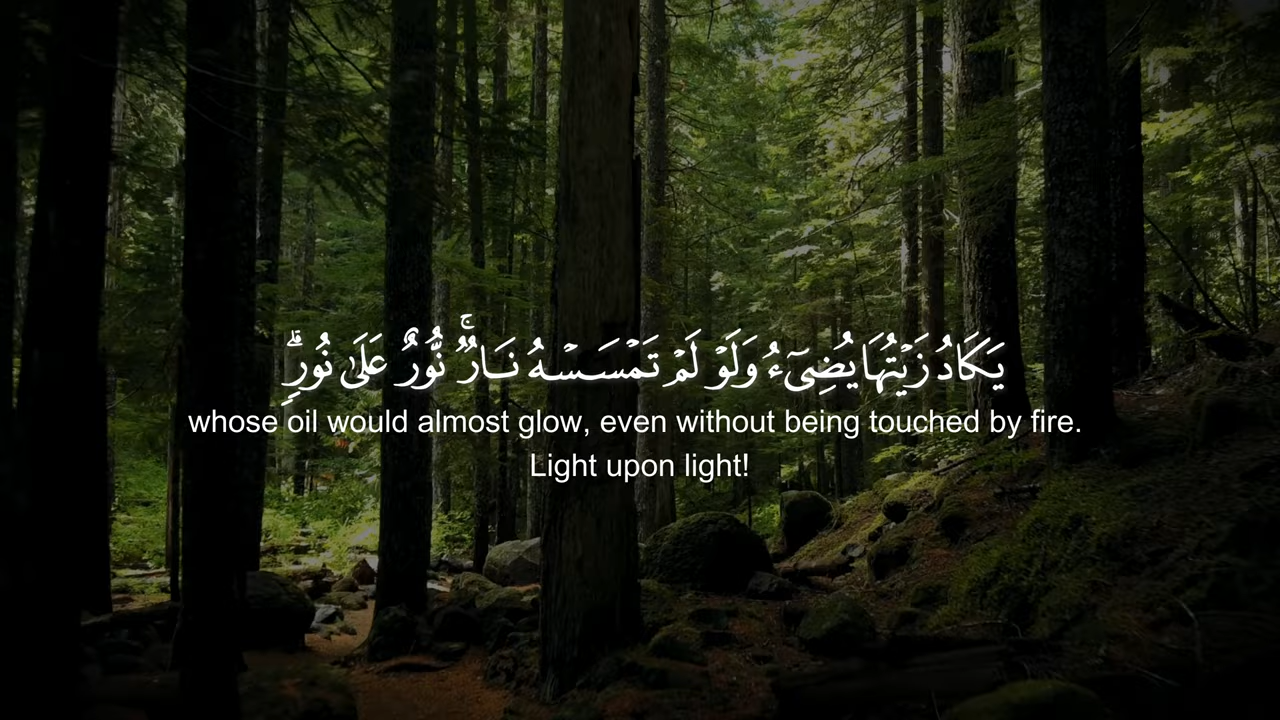 يَكَادُ زَيْتُهَا يُضِىٓءُ وَلَوْ لَمْ تَمْسَسْهُ نَارٌۭ ۚ نُّورٌ عَلَىٰ نُورٍۢ ۗ
whose oil would almost glow, even without being touched by fire.
Light upon light!